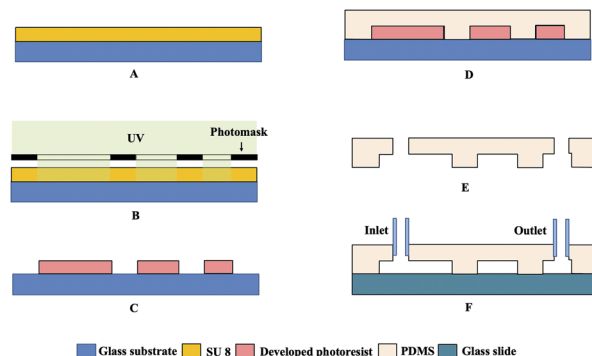 A
UV
Photomask
B
C
D
E
Inlet
Outlet
F
Glass substrate
SU 8
Developed photoresist
PDMS
Glass slide